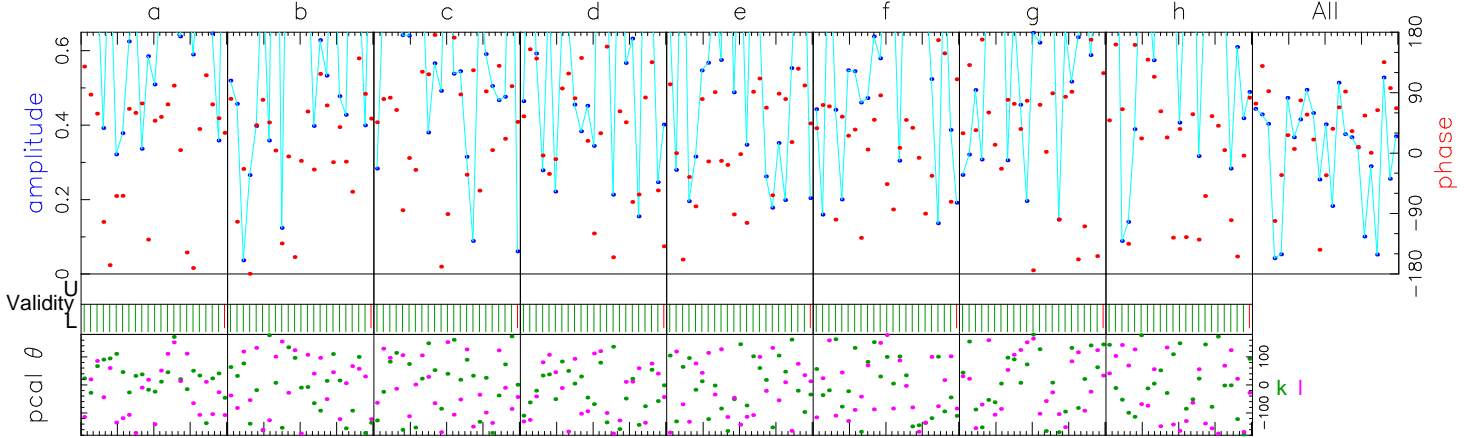 a b c d e f g h All
amplitude
0 0.2 0.4 0.6
180 90 0 −90 −180
phase
U
Validity
L
pcal θ
100 0 −100
k l